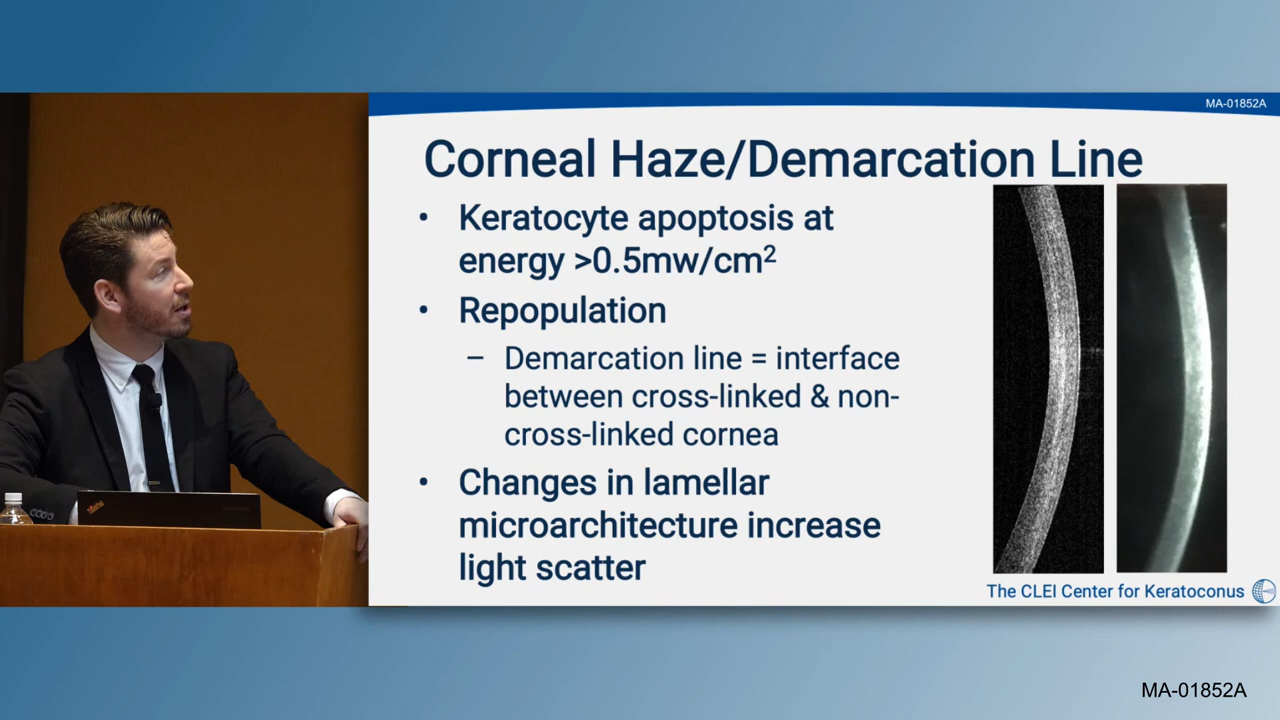 MA-01852A
Corneal Haze/Demarcation Line
• Keratocyte apoptosis at
energy >0.5mw/cm²
• Repopulation
– Demarcation line = interface
between cross-linked & non-
cross-linked cornea
• Changes in lamellar
microarchitecture increase
light scatter
The CLEI Center for Keratoconus
MA-01852A